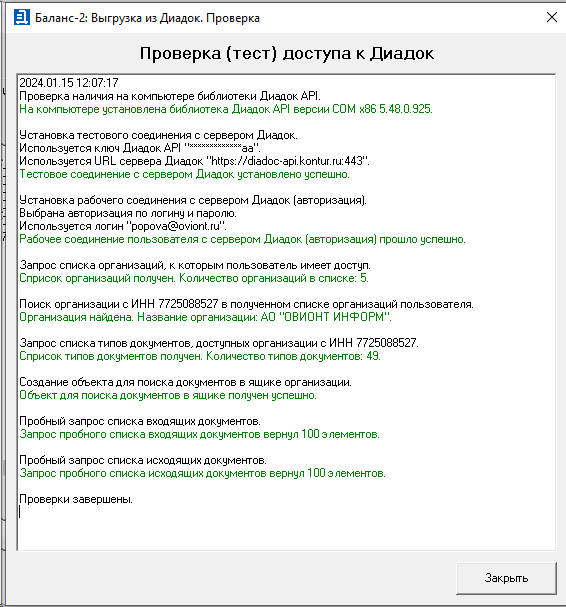 Баланс-2: Выгрузка из Диадок. Проверка
Проверка (тест) доступа к Диадок
2024.01.15 12:07:17
Проверка наличия на компьютере библиотеки Диадок API.
На компьютере установлена библиотека Диадок API версии COM x86 5.48.0.925.
Установка тестового соединения с сервером Диадок.
Используется ключ Диадок API "*************aa".
Используется URL сервера Диадок "https://diadoc-api.kontur.ru:443".
Тестовое соединение с сервером Диадок установлено успешно.
Установка рабочего соединения с сервером Диадок (авторизация).
Выбрана авторизация по логину и паролю.
Используется логин "popova@oviont.ru".
Рабочее соединение пользователя с сервером Диадок (авторизация) прошло успешно.
Запрос списка организаций, к которым пользователь имеет доступ.
Сприсок организаций получен. Количество организаций в списке: 5.
Поиск организации с ИНН 7725088527 в полученном списке организаций пользователя.
Организация найдена. Название организации: АО "ОВИОНТ ИНФОРМ".
Запрос списка типов документов, доступных организации с ИНН 7725088527.
Сприсок типов документов получен. Количество типов документов: 49.
Создание объекта для поиска документов в ящике организации.
Объект для поиска документов в ящике получен успешно.
Пробный запрос списка входящих документов.
Запрос пробного списка входящих документов вернул 100 элементов.
Пробный запрос списка исходящих документов.
Запрос пробного списка исходящих документов вернул 100 элементов.
Проверки завершены.
Закрыть